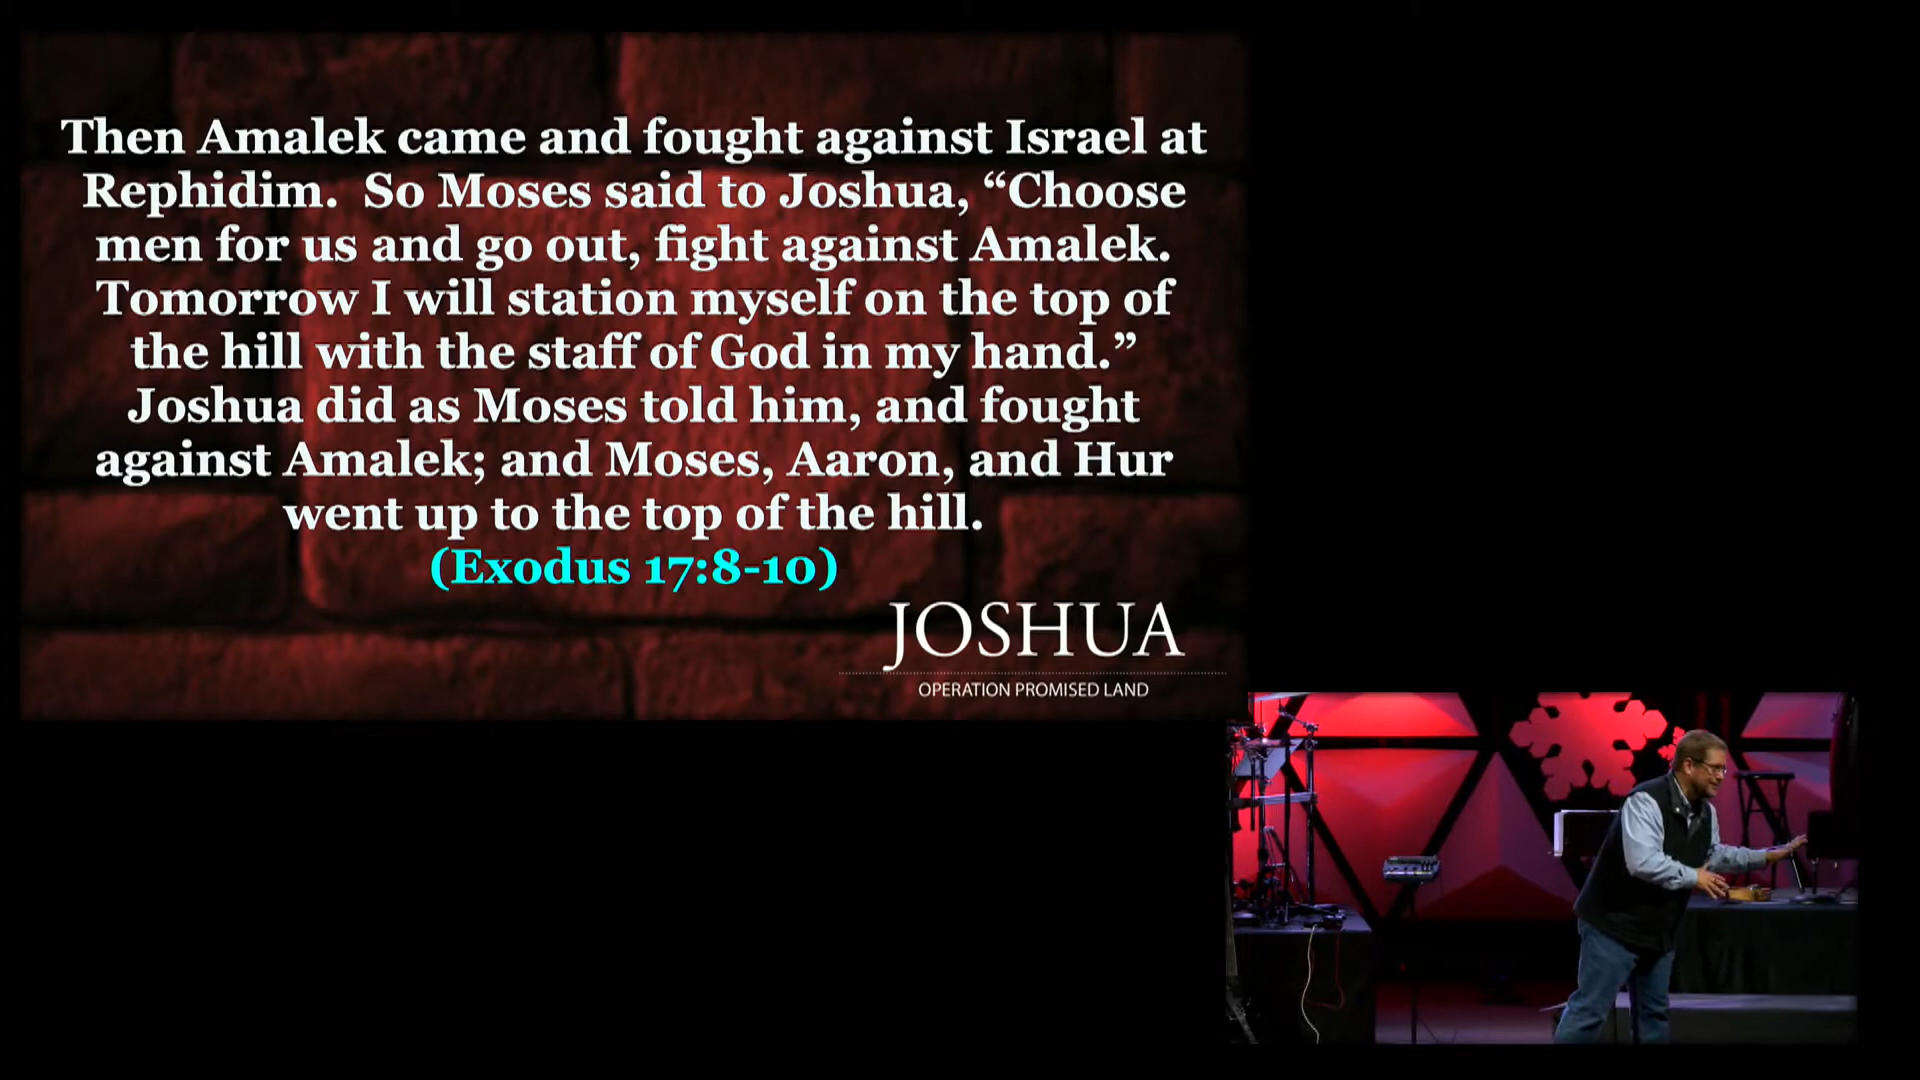 Then Amalek came and fought against Israel at
Rephidim.  So Moses said to Joshua, “Choose
men for us and go out, fight against Amalek.
Tomorrow I will station myself on the top of
the hill with the staff of God in my hand.”
Joshua did as Moses told him, and fought
against Amalek; and Moses, Aaron, and Hur
went up to the top of the hill.
(Exodus 17:8-10)
JOSHUA
OPERATION PROMISED LAND